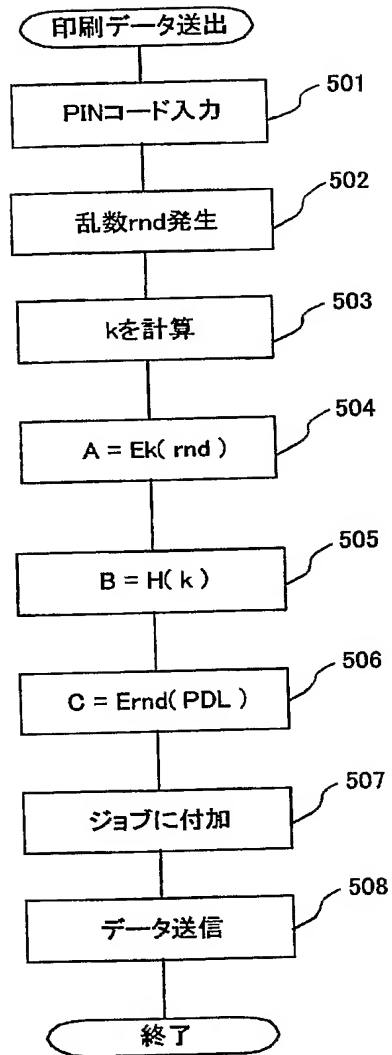 印刷データ送出
PINコード入力
501
乱数rnd発生
502
kを計算
503
A = Ek( rnd )
504
B = H( k )
505
C = Ernd( PDL )
506
ジョブに付加
507
データ送信
508
終了